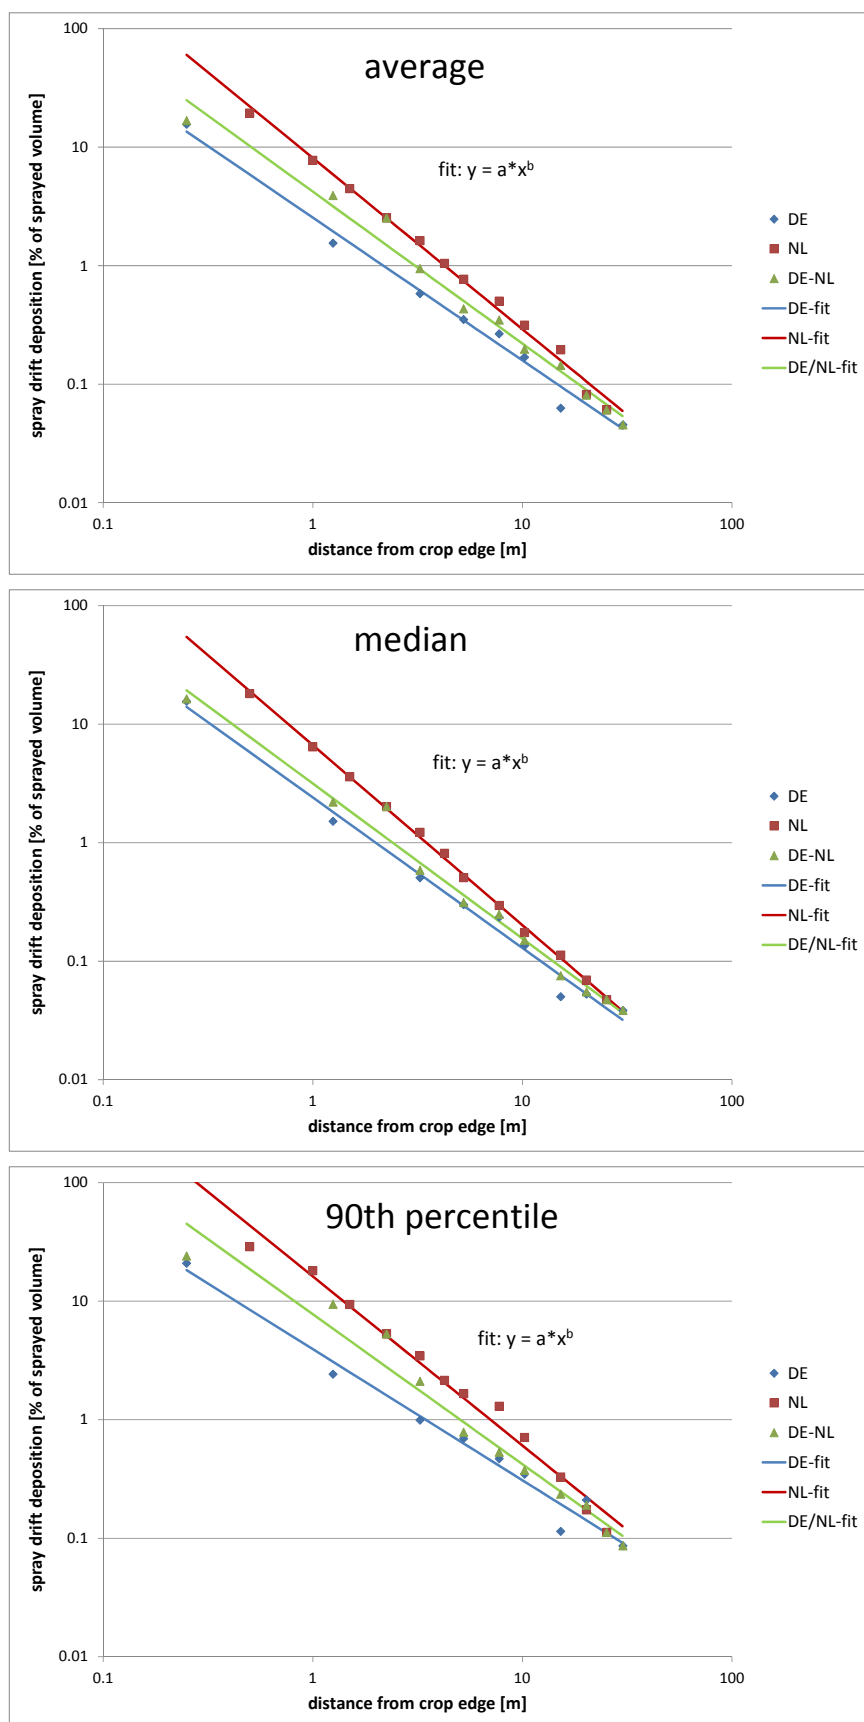 average
fit: y = a*xᵇ
spray drift deposition [% of sprayed volume]
100
10
1
0.1
0.01
0.1
1
10
100
distance from crop edge [m]
DE
NL
DE-NL
DE-fit
NL-fit
DE/NL-fit
median
fit: y = a*xᵇ
spray drift deposition [% of sprayed volume]
100
10
1
0.1
0.01
0.1
1
10
100
distance from crop edge [m]
DE
NL
DE-NL
DE-fit
NL-fit
DE/NL-fit
90th percentile
fit: y = a*xᵇ
spray drift deposition [% of sprayed volume]
100
10
1
0.1
0.01
0.1
1
10
100
distance from crop edge [m]
DE
NL
DE-NL
DE-fit
NL-fit
DE/NL-fit